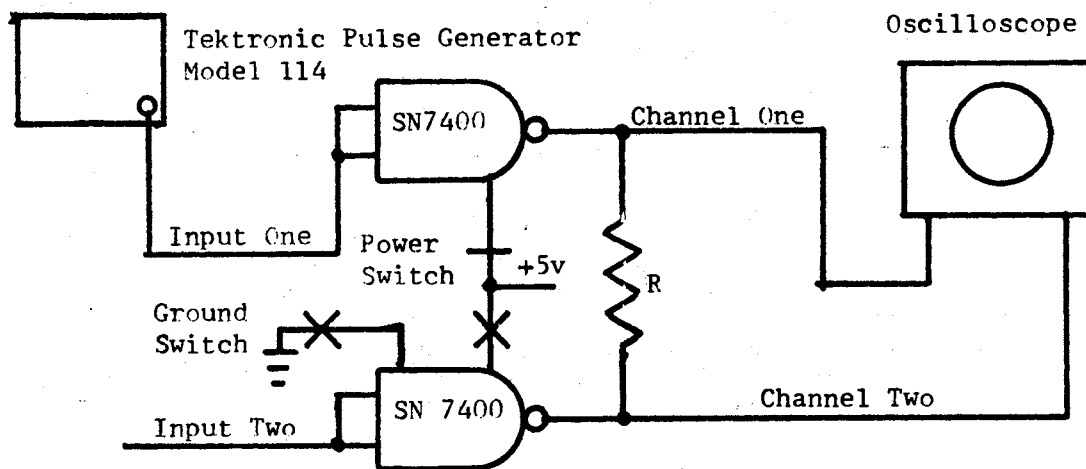 Tektronic Pulse Generator
Model 114
Oscilloscope
SN7400
Channel One
Input One
Power
Switch
+5v
R
Ground
Switch
SN 7400
Input Two
Channel Two